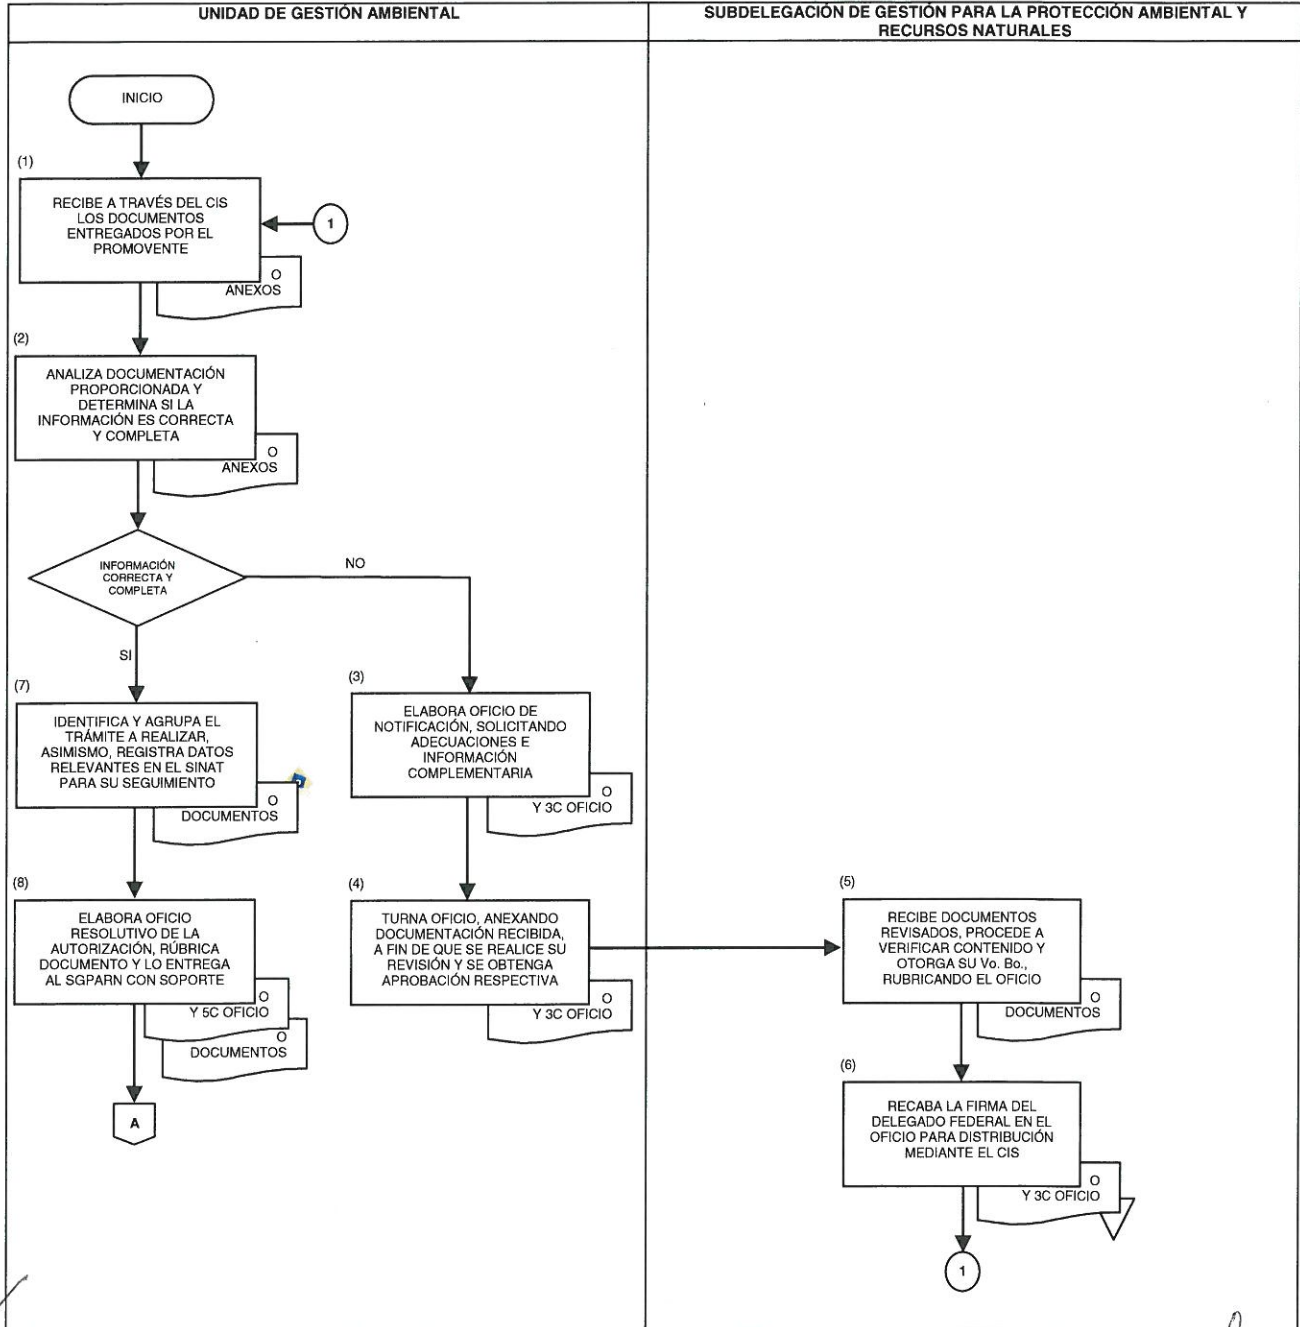 UNIDAD DE GESTIÓN AMBIENTAL
SUBDELEGACIÓN DE GESTIÓN PARA LA PROTECCIÓN AMBIENTAL Y
RECURSOS NATURALES
INICIO
(1)
RECIBE A TRAVÉS DEL CIS
LOS DOCUMENTOS
ENTREGADOS POR EL
PROMOVENTE
1
O
ANEXOS
(2)
ANALIZA DOCUMENTACIÓN
PROPORCIONADA Y
DETERMINA SI LA
INFORMACIÓN ES CORRECTA
Y COMPLETA
O
ANEXOS
INFORMACIÓN
CORRECTA Y
COMPLETA
NO
SI
(7)
IDENTIFICA Y AGRUPA EL
TRÁMITE A REALIZAR,
ASIMISMO, REGISTRA DATOS
RELEVANTES EN EL SINAT
PARA SU SEGUIMIENTO
O
DOCUMENTOS
(3)
ELABORA OFICIO DE
NOTIFICACIÓN, SOLICITANDO
ADECUACIONES E
INFORMACIÓN
COMPLEMENTARIA
O
Y 3C OFICIO
(8)
ELABORA OFICIO
RESOLUTIVO DE LA
AUTORIZACIÓN, RÚBRICA
DOCUMENTO Y LO ENTREGA
AL SGPARN CON SOPORTE
O
Y 5C OFICIO
O
DOCUMENTOS
A
(4)
TURNA OFICIO, ANEXANDO
DOCUMENTACIÓN RECIBIDA,
A FIN DE QUE SE REALICE SU
REVISIÓN Y SE OBTENGA
APROBACIÓN RESPECTIVA
O
Y 3C OFICIO
(5)
RECIBE DOCUMENTOS
REVISADOS, PROCEDE A
VERIFICAR CONTENIDO Y
OTORGA SU Vo. Bo.,
RUBRICANDO EL OFICIO
O
DOCUMENTOS
(6)
RECABA LA FIRMA DEL
DELEGADO FEDERAL EN EL
OFICIO PARA DISTRIBUCIÓN
MEDIANTE EL CIS
O
Y 3C OFICIO
1